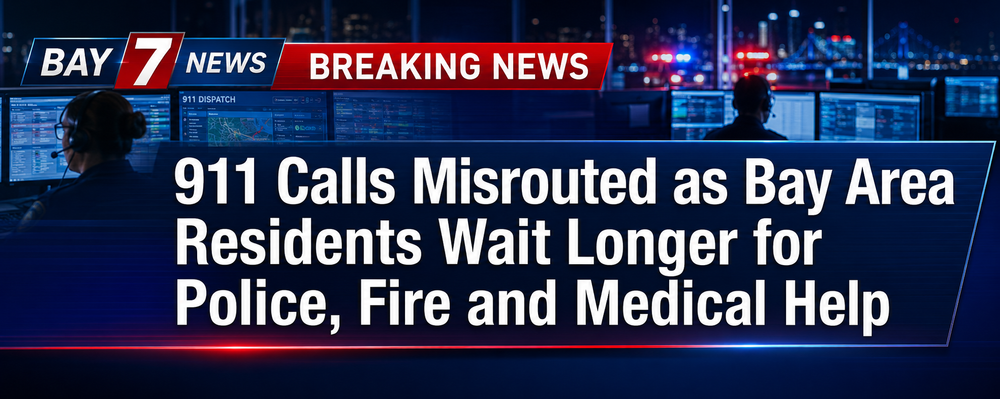 BAY 7 NEWS
BREAKING NEWS
911 DISPATCH
911 Calls Misrouted as Bay Area
Residents Wait Longer for
Police, Fire and Medical Help